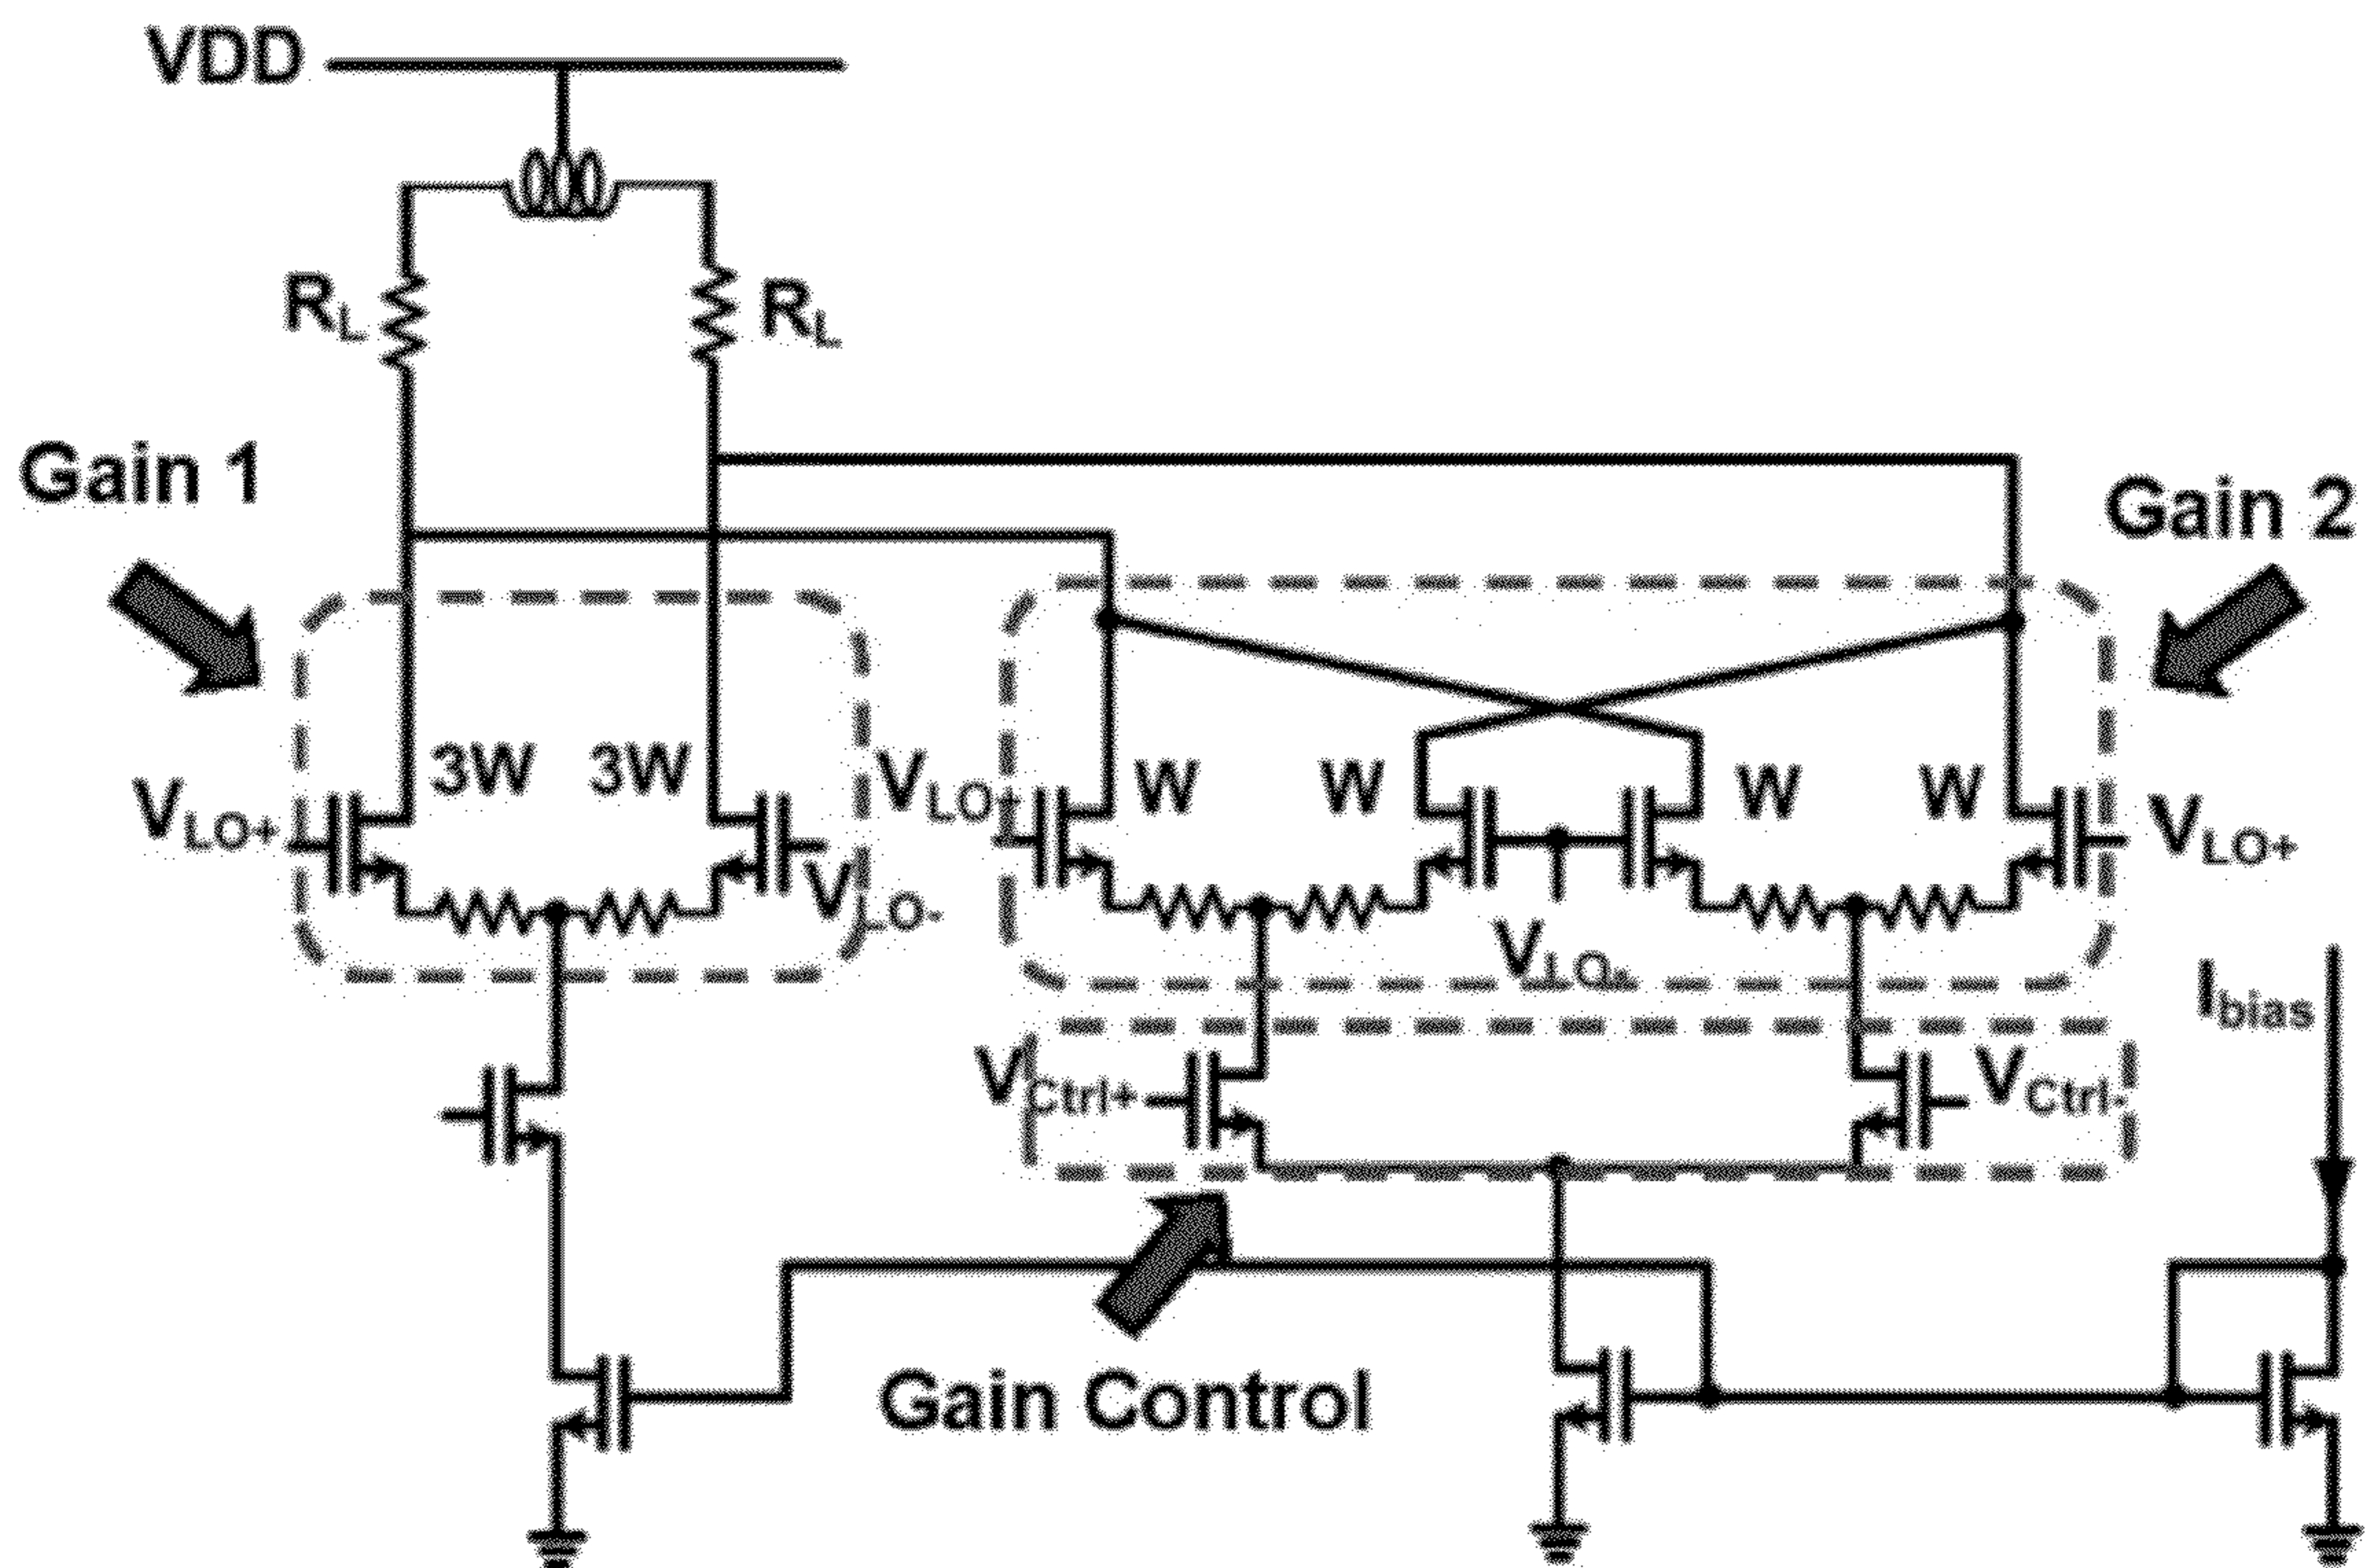 VDD
RL
RL
Gain 1
Gain 2
3W
3W
W
W
W
W
VLO+
VLO-
VLO+
VLO-
VLO+
VCtrl+
VCtrl-
Ibias
Gain Control